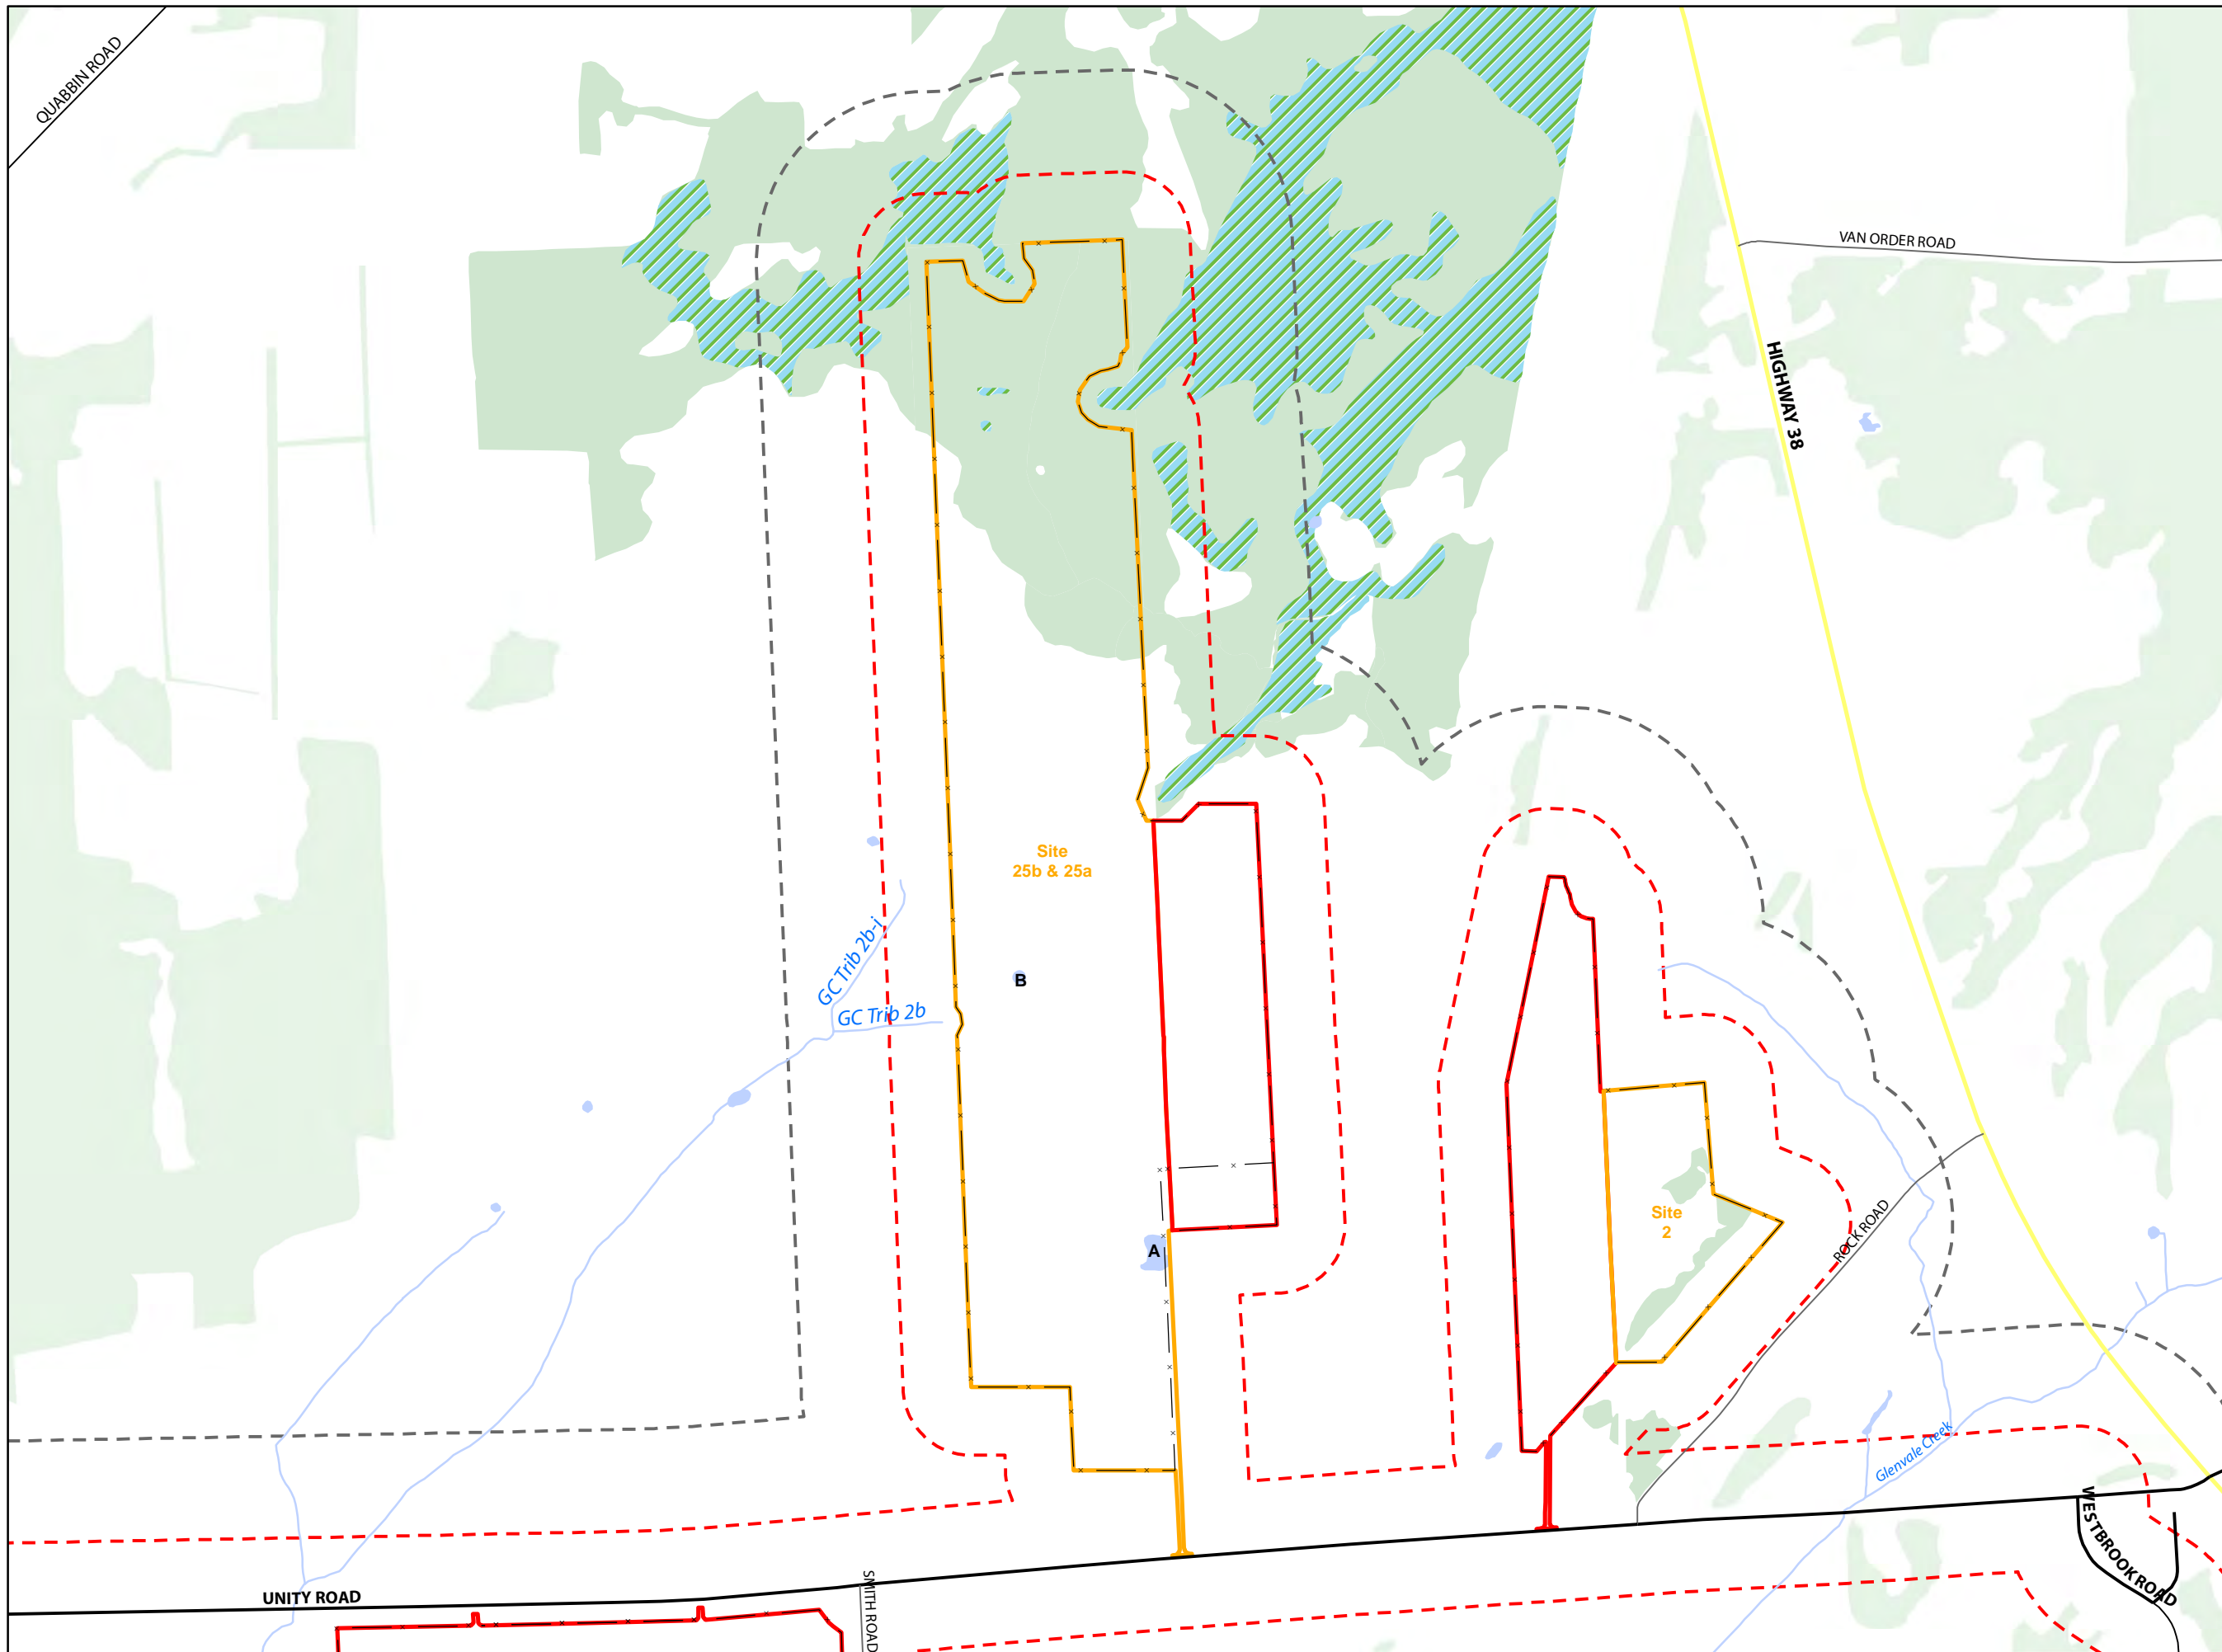 QUABBIN ROAD
VAN ORDER ROAD
HIGHWAY 38
Site
25b & 25a
GC Trib 2b-i
B
GC Trib 2b
A
Site
2
ROCK ROAD
Glenvale Creek
WESTBROOK ROAD
UNITY ROAD
SMITH ROAD